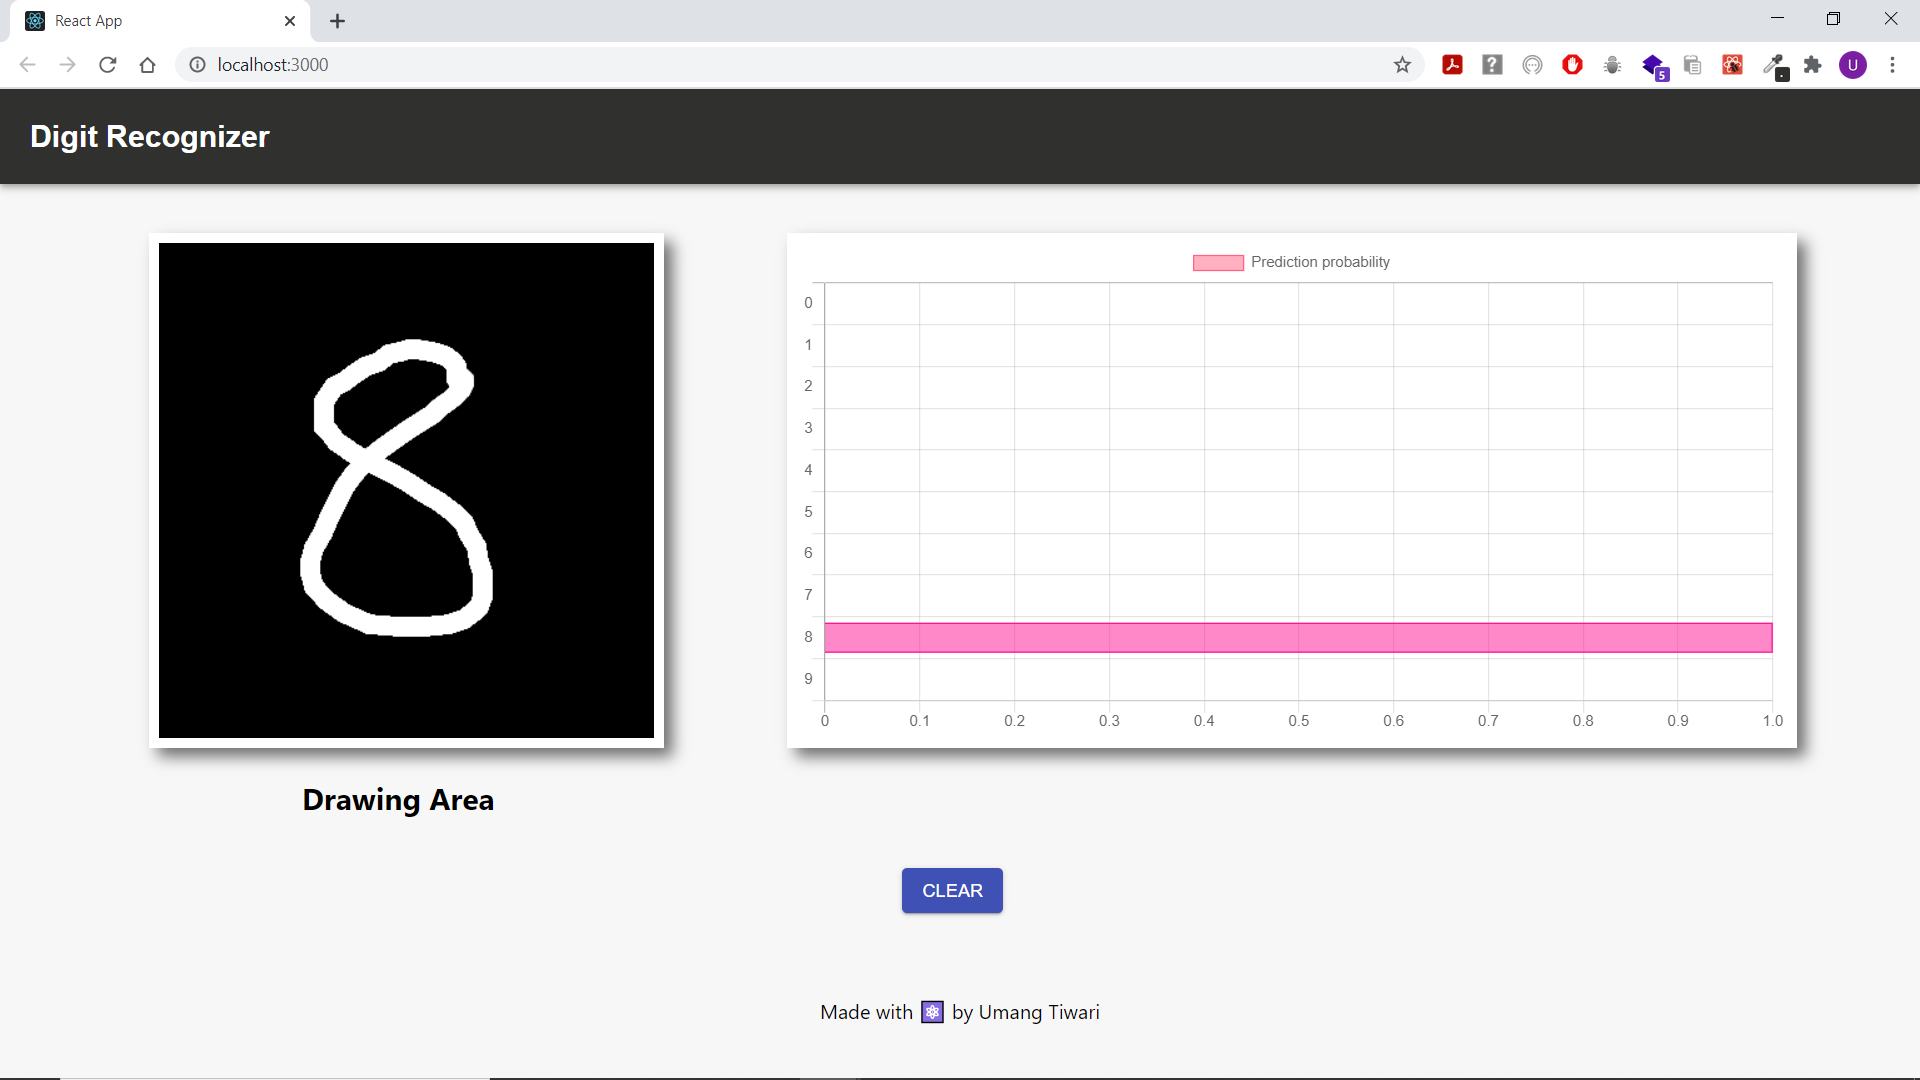 React App
localhost:3000
5
U
Digit Recognizer
8
Prediction probability
0
1
2
3
4
5
6
7
8
9
0 0.1 0.2 0.3 0.4 0.5 0.6 0.7 0.8 0.9 1.0
Drawing Area
CLEAR
Made with ⚛ by Umang Tiwari